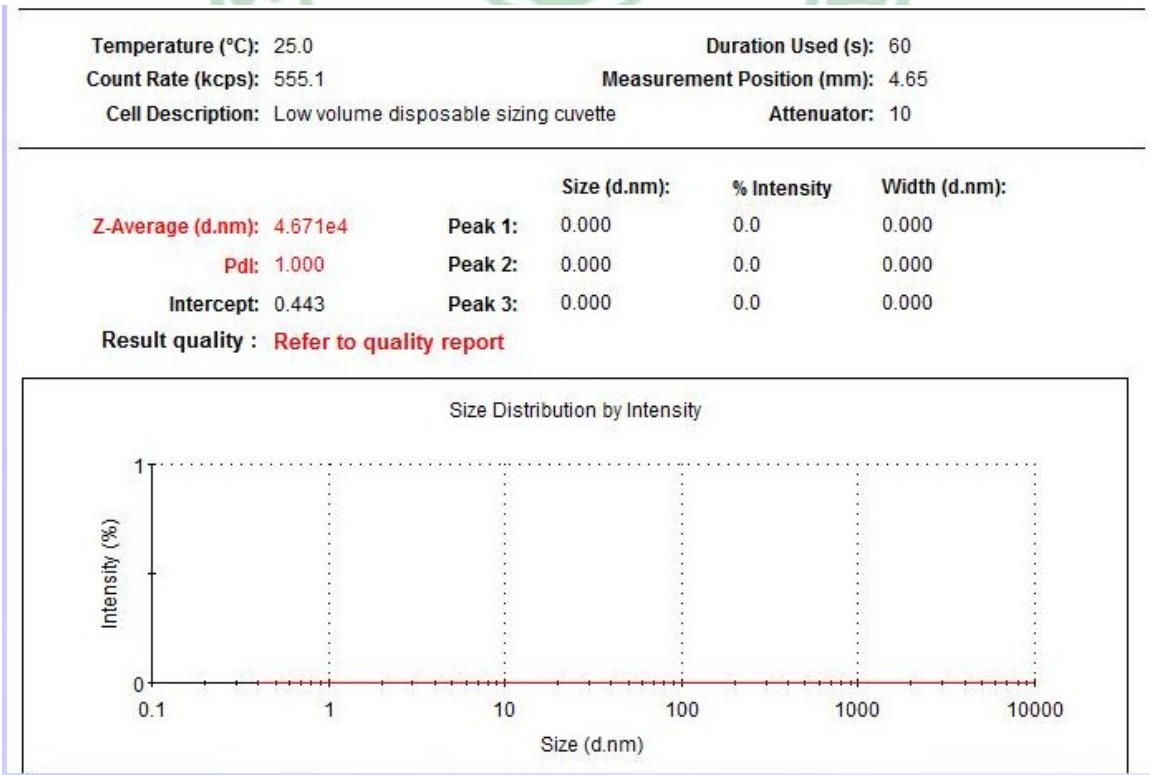 Temperature (°C): 25.0 Duration Used (s): 60
Count Rate (kcps): 555.1 Measurement Position (mm): 4.65
Cell Description: Low volume disposable sizing cuvette Attenuator: 10
Size (d.nm): % Intensity Width (d.nm):
Z-Average (d.nm): 4.671e4 Peak 1: 0.000 0.0 0.000
PdI: 1.000 Peak 2: 0.000 0.0 0.000
Intercept: 0.443 Peak 3: 0.000 0.0 0.000
Result quality : Refer to quality report
Size Distribution by Intensity
1
Intensity (%)
0
0.1 1 10 100 1000 10000
Size (d.nm)